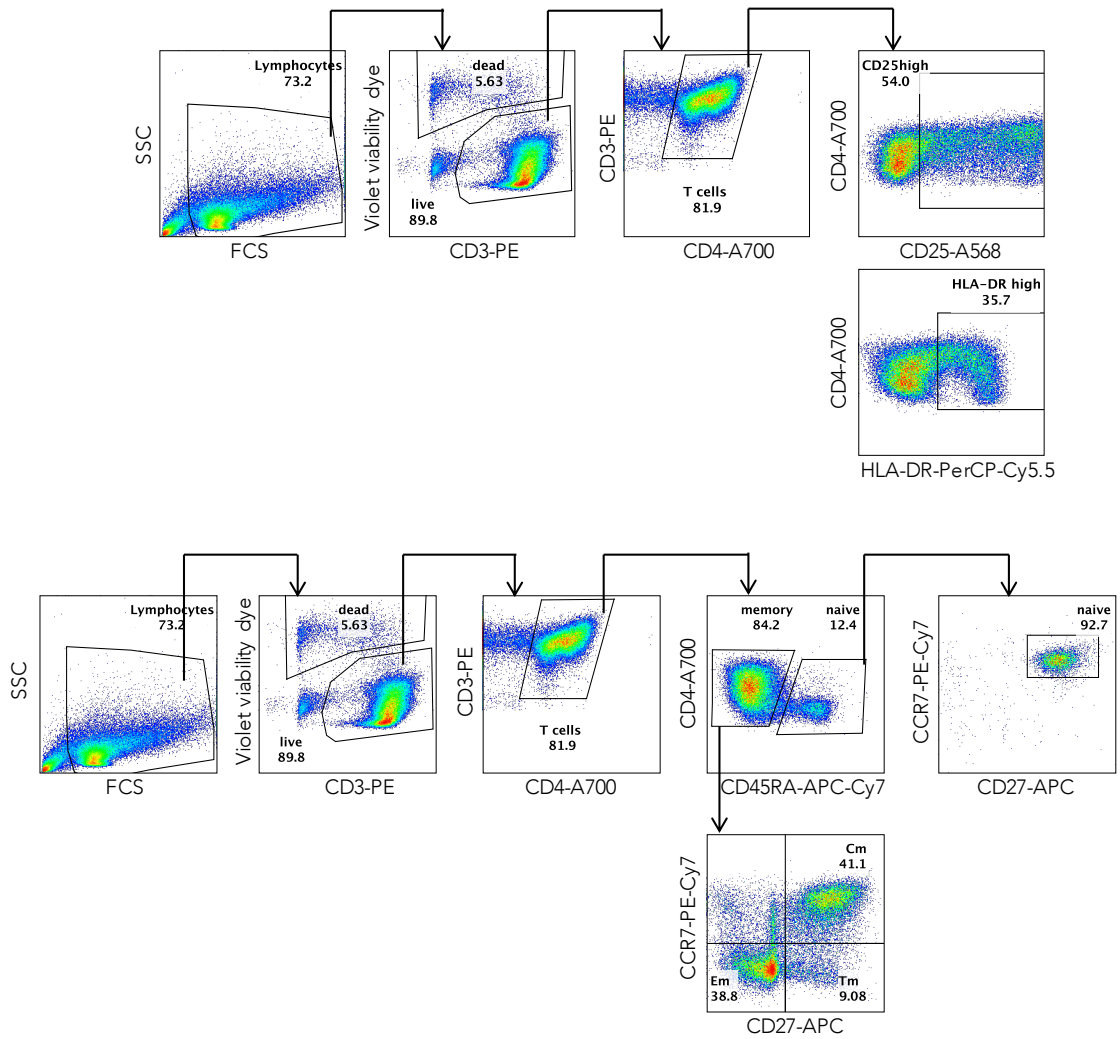 Lymphocytes
73.2
SSC
FCS
dead
5.63
live
89.8
Violet viability dye
CD3-PE
T cells
81.9
CD3-PE
CD4-A700
CD25high
54.0
CD4-A700
CD25-A568
HLA-DR high
35.7
CD4-A700
HLA-DR-PerCP-Cy5.5
Lymphocytes
73.2
SSC
FCS
dead
5.63
live
89.8
Violet viability dye
CD3-PE
T cells
81.9
CD3-PE
CD4-A700
memory
84.2
naive
12.4
CD4-A700
CD45RA-APC-Cy7
naive
92.7
CCR7-PE-Cy7
CD27-APC
Cm
41.1
Em
38.8
Tm
9.08
CCR7-PE-Cy7
CD27-APC